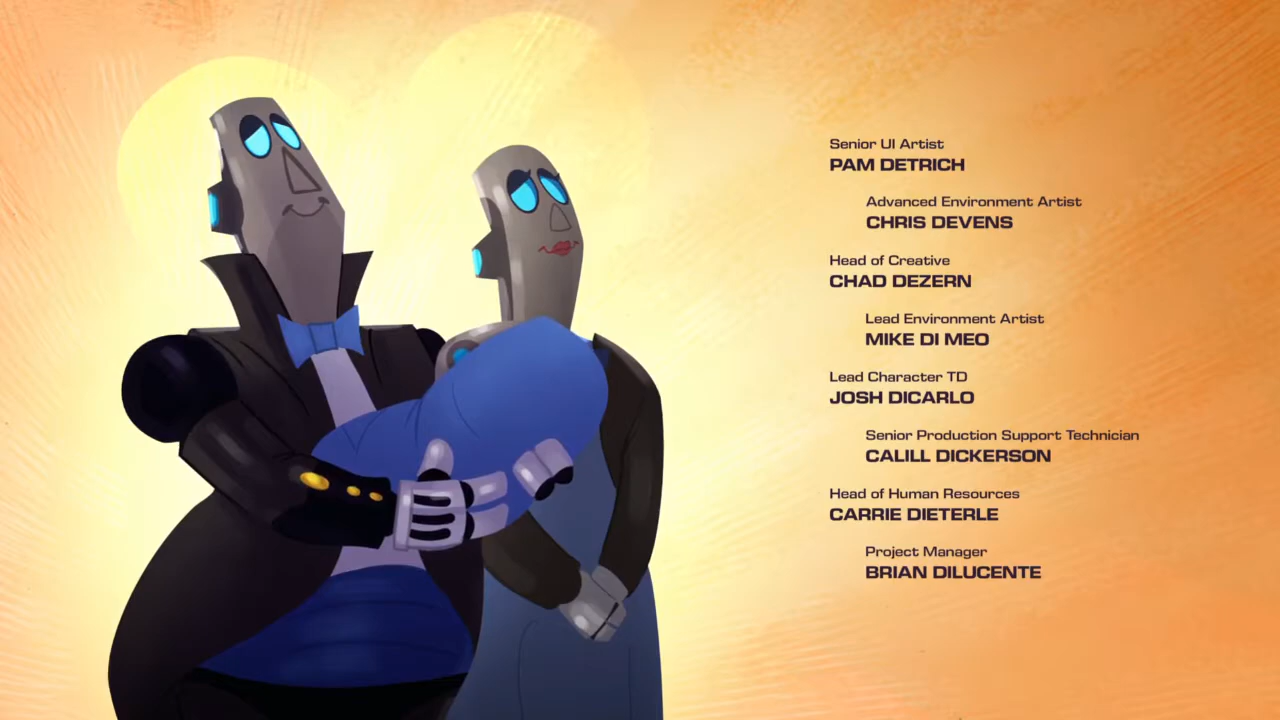 Senior UI Artist
PAM DETRICH
Advanced Environment Artist
CHRIS DEVENS
Head of Creative
CHAD DEZERN
Lead Environment Artist
MIKE DI MEO
Lead Character TD
JOSH DICARLO
Senior Production Support Technician
CALILL DICKERSON
Head of Human Resources
CARRIE DIETERLE
Project Manager
BRIAN DILUCENTE